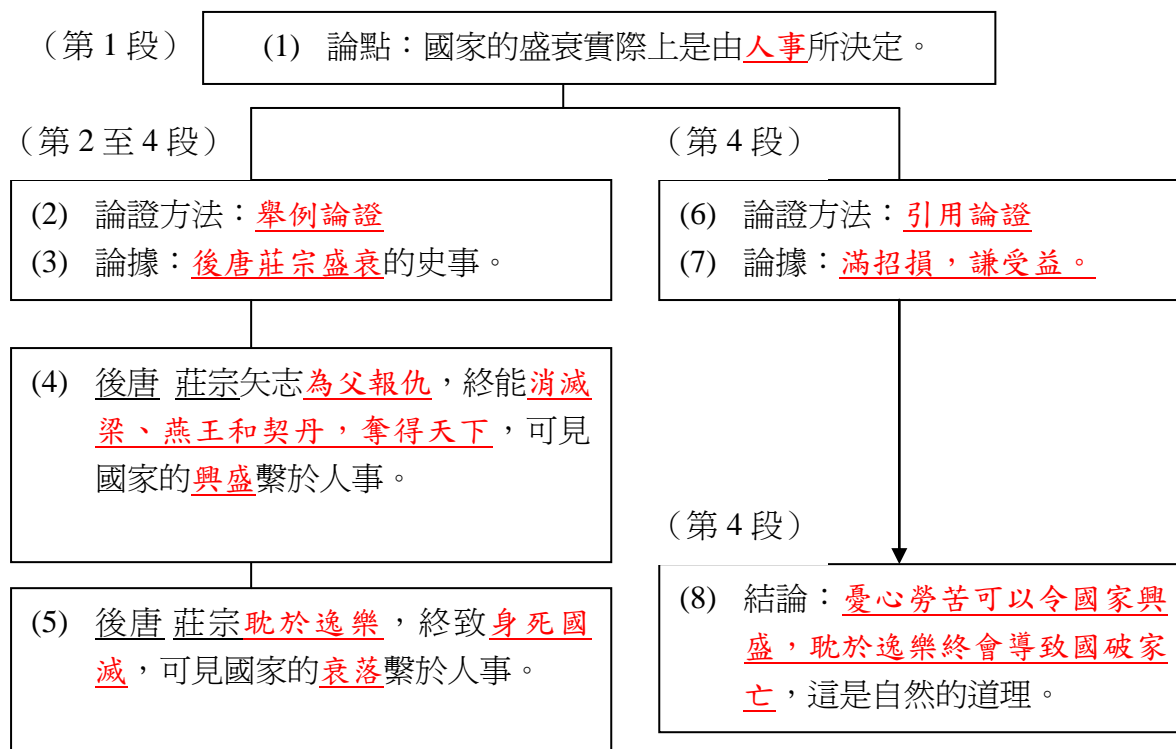 （第 1 段）
(1) 論點：國家的盛衰實際上是由人事所決定。
（第 2 至 4 段）
(2) 論證方法：舉例論證
(3) 論據：後唐莊宗盛衰的史事。
(4) 後唐 莊宗矢志為父報仇，終能消滅
梁、燕王和契丹，奪得天下，可見
國家的興盛繫於人事。
(5) 後唐 莊宗耽於逸樂，終致身死國
滅，可見國家的衰落繫於人事。
（第 4 段）
(6) 論證方法：引用論證
(7) 論據：滿招損，謙受益。
（第 4 段）
(8) 結論：憂心勞苦可以令國家興
盛，耽於逸樂終會導致國破家
亡，這是自然的道理。